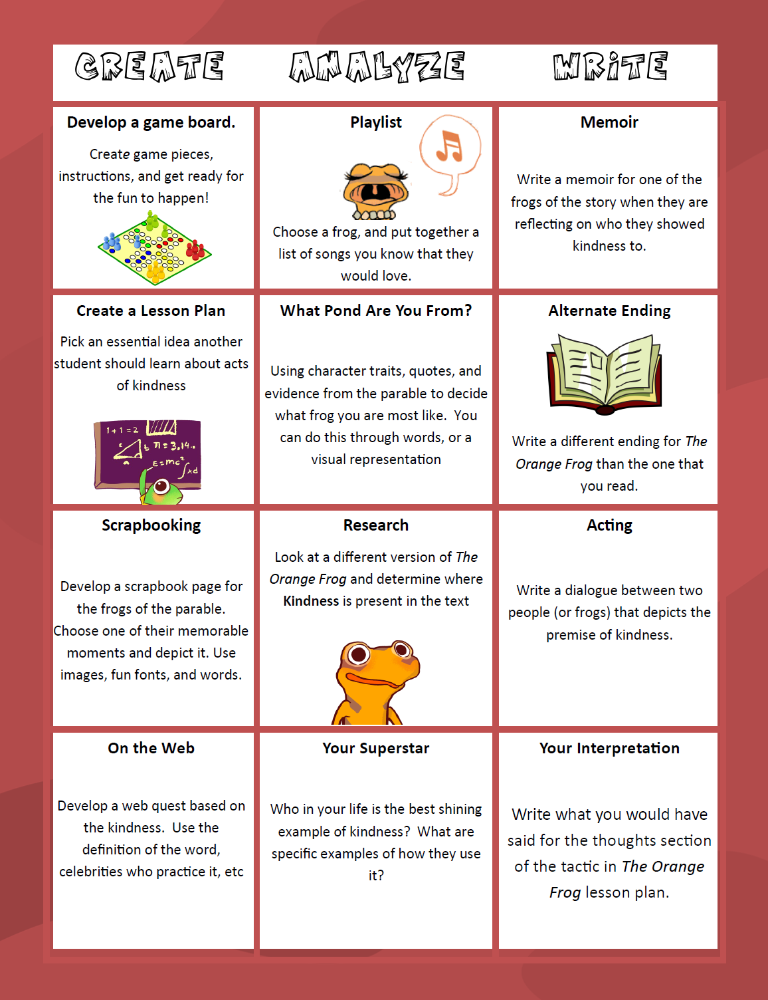 CREATE ANALYZE WRITE
Develop a game board.
Create game pieces,
instructions, and get ready for
the fun to happen!
Playlist
Choose a frog, and put together a
list of songs you know that they
would love.
Memoir
Write a memoir for one of the
frogs of the story when they are
reflecting on who they showed
kindness to.
Create a Lesson Plan
Pick an essential idea another
student should learn about acts
of kindness
1+1=2
c
b
a
π=3,14..
E=mc²
∫xd
What Pond Are You From?
Using character traits, quotes, and
evidence from the parable to decide
what frog you are most like. You
can do this through words, or a
visual representation
Alternate Ending
Write a different ending for The
Orange Frog than the one that
you read.
Scrapbooking
Develop a scrapbook page for
the frogs of the parable.
Choose one of their memorable
moments and depict it. Use
images, fun fonts, and words.
Research
Look at a different version of The
Orange Frog and determine where
Kindness is present in the text
Acting
Write a dialogue between two
people (or frogs) that depicts the
premise of kindness.
On the Web
Develop a web quest based on
the kindness. Use the
definition of the word,
celebrities who practice it, etc
Your Superstar
Who in your life is the best shining
example of kindness? What are
specific examples of how they use
it?
Your Interpretation
Write what you would have
said for the thoughts section
of the tactic in The Orange
Frog lesson plan.